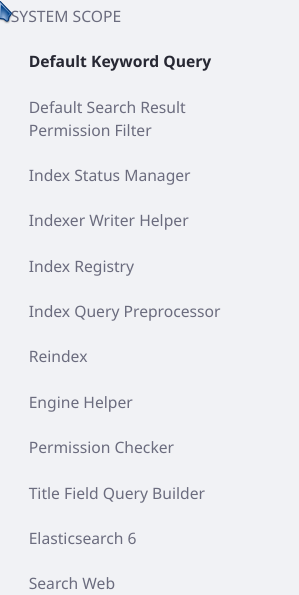 SYSTEM SCOPE
Default Keyword Query
Default Search Result
Permission Filter
Index Status Manager
Indexer Writer Helper
Index Registry
Index Query Preprocessor
Reindex
Engine Helper
Permission Checker
Title Field Query Builder
Elasticsearch 6
Search Web